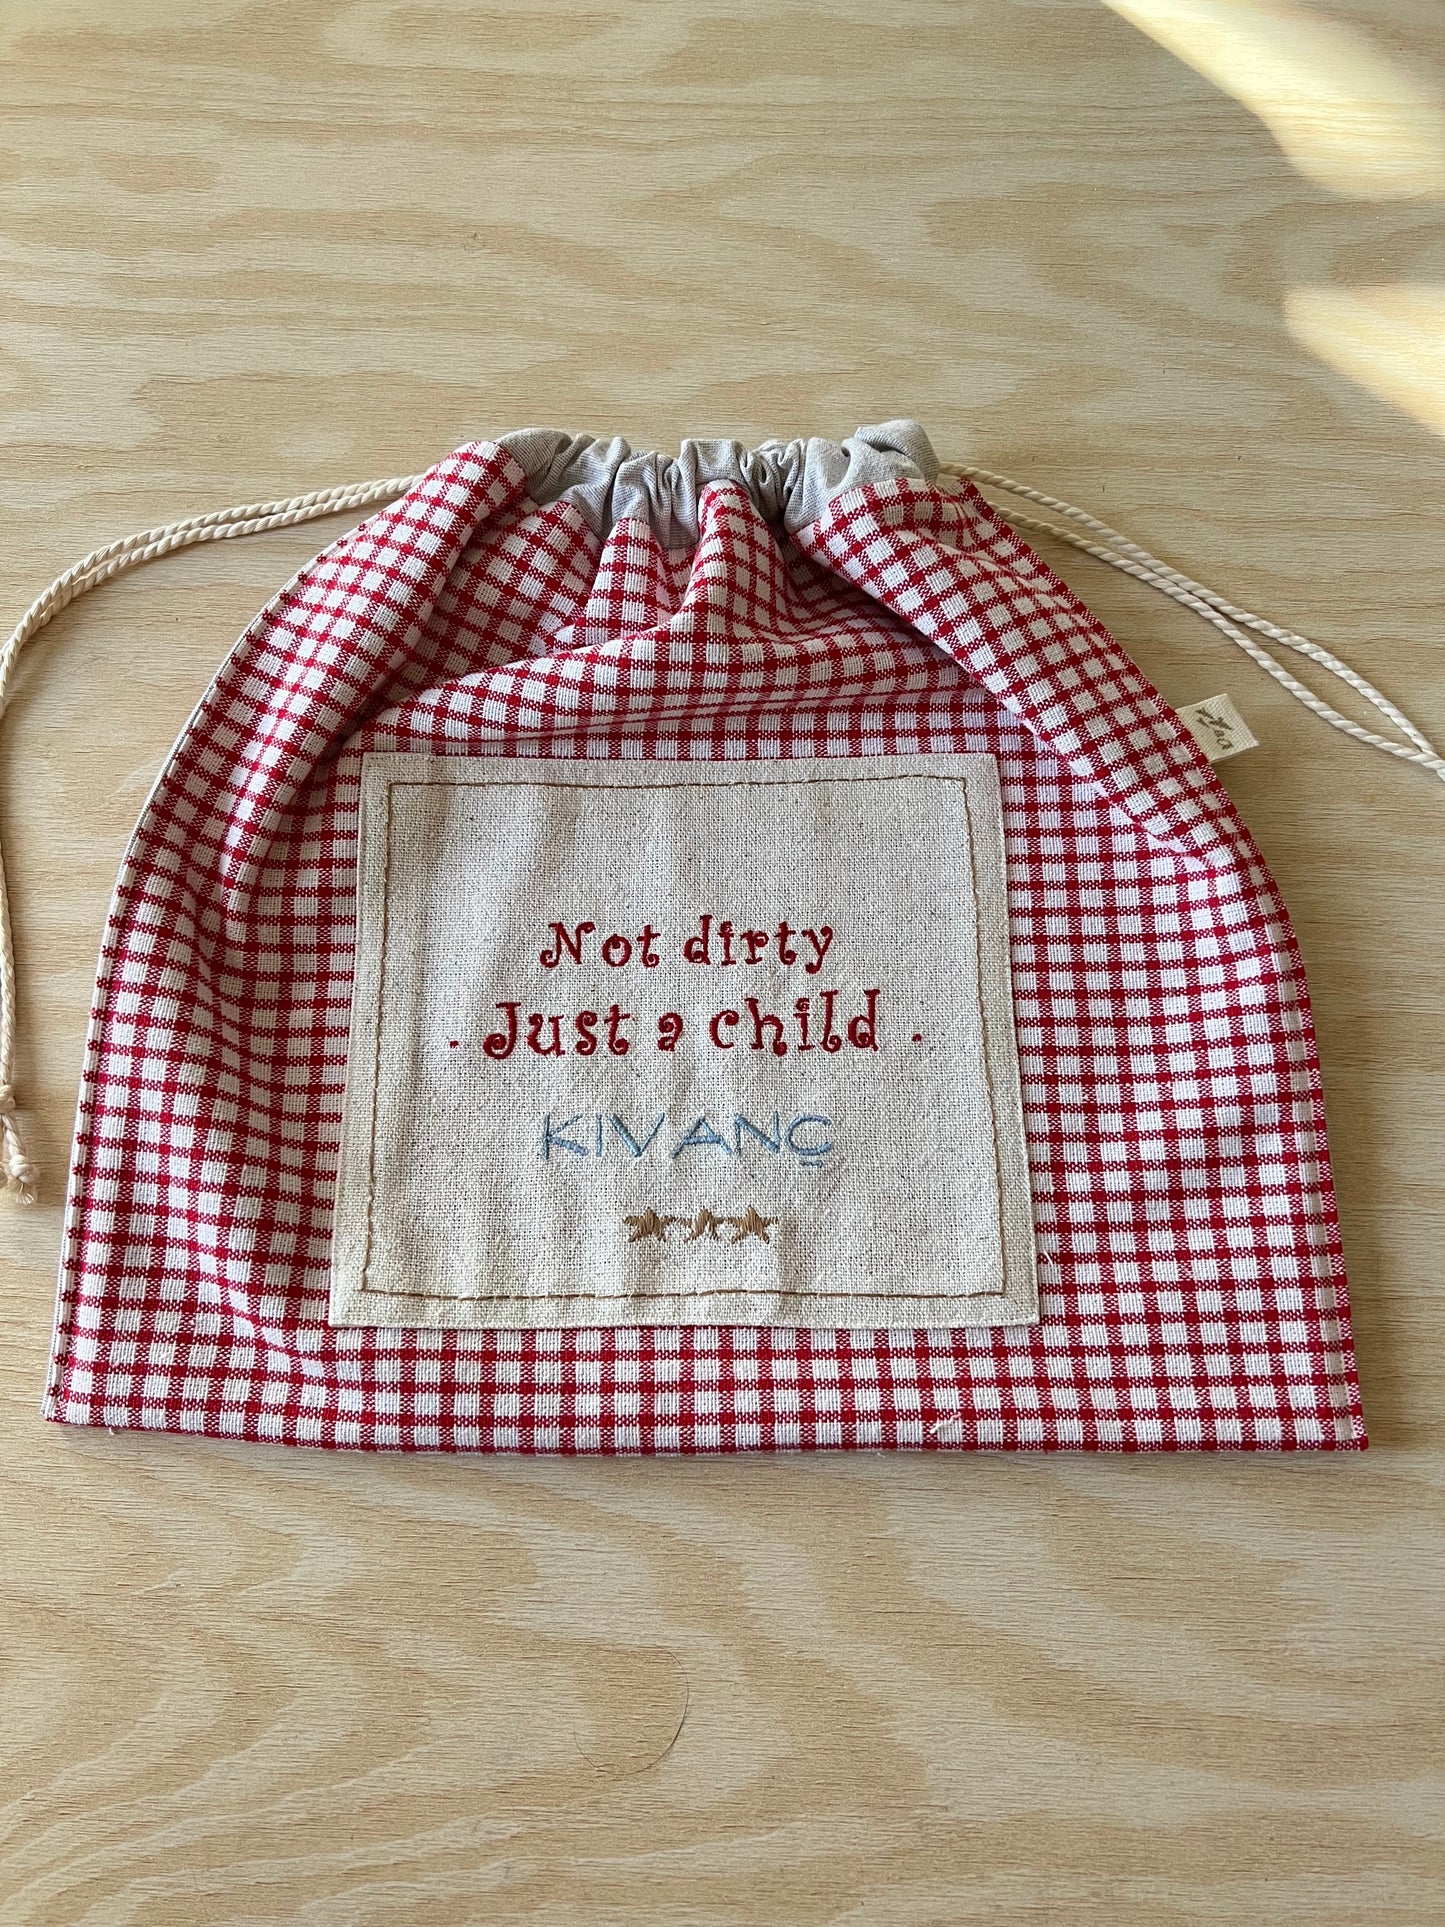 Not dirty
. Just a child .
KIVANÇ